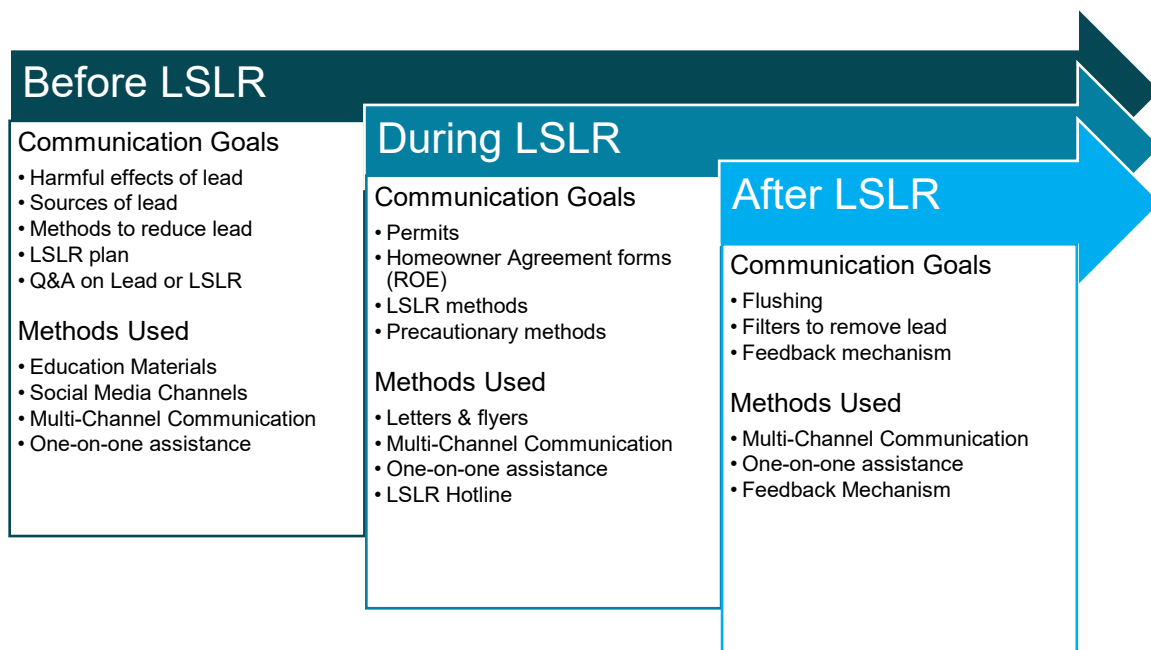 Before LSLR
Communication Goals
• Harmful effects of lead
• Sources of lead
• Methods to reduce lead
• LSLR plan
• Q&A on Lead or LSLR
Methods Used
• Education Materials
• Social Media Channels
• Multi-Channel Communication
• One-on-one assistance
During LSLR
Communication Goals
• Permits
• Homeowner Agreement forms
(ROE)
• LSLR methods
• Precautionary methods
Methods Used
• Letters & flyers
• Multi-Channel Communication
• One-on-one assistance
• LSLR Hotline
After LSLR
Communication Goals
• Flushing
• Filters to remove lead
• Feedback mechanism
Methods Used
• Multi-Channel Communication
• One-on-one assistance
• Feedback Mechanism